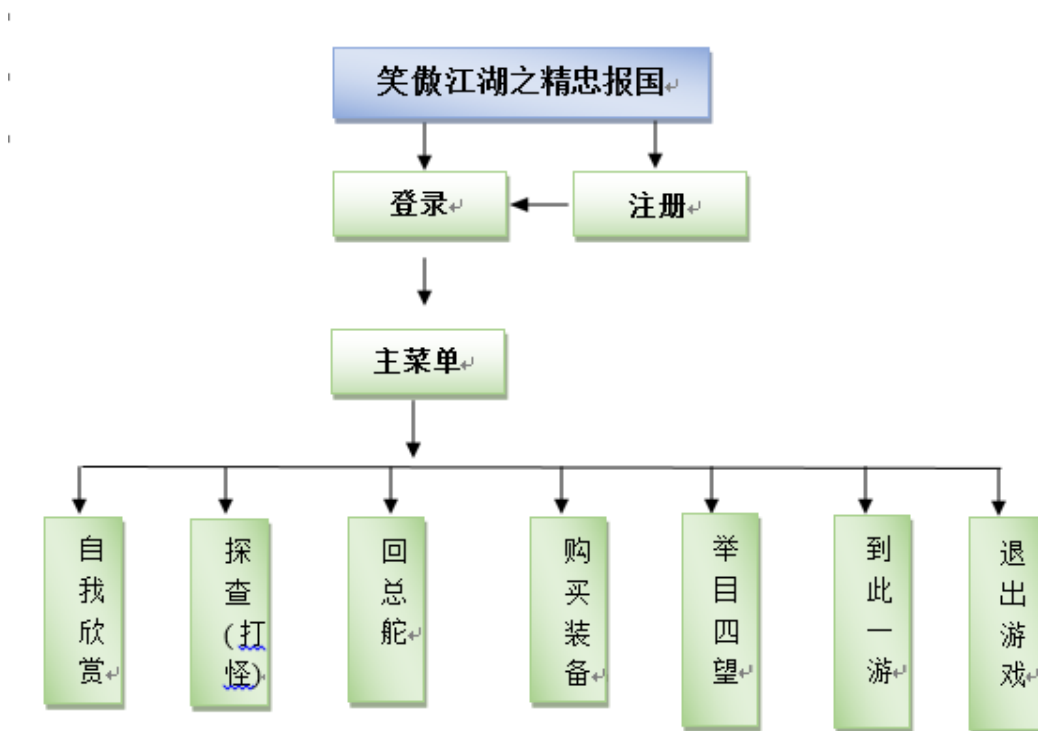 笑傲江湖之精忠报国
登录
注册
主菜单
自我欣赏
探查(打怪)
回总舵
购买装备
举目四望
到此一游
退出游戏